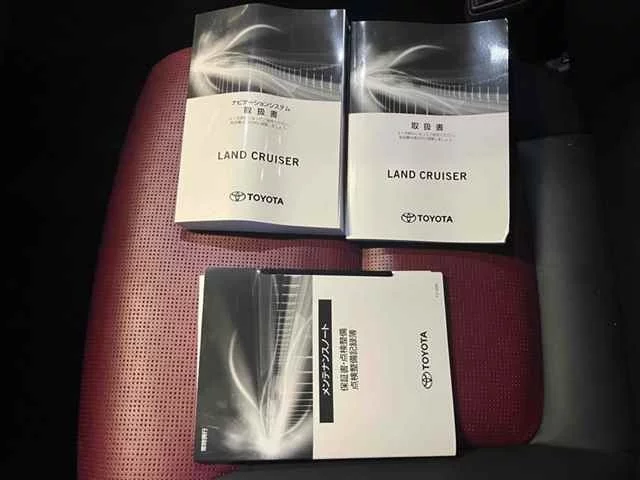 ナビゲーションシステム
取扱書
LAND CRUISER
TOYOTA
取扱書
LAND CRUISER
TOYOTA
メンテナンスノート
保証書・点検整備
点検整備記録簿
TOYOTA